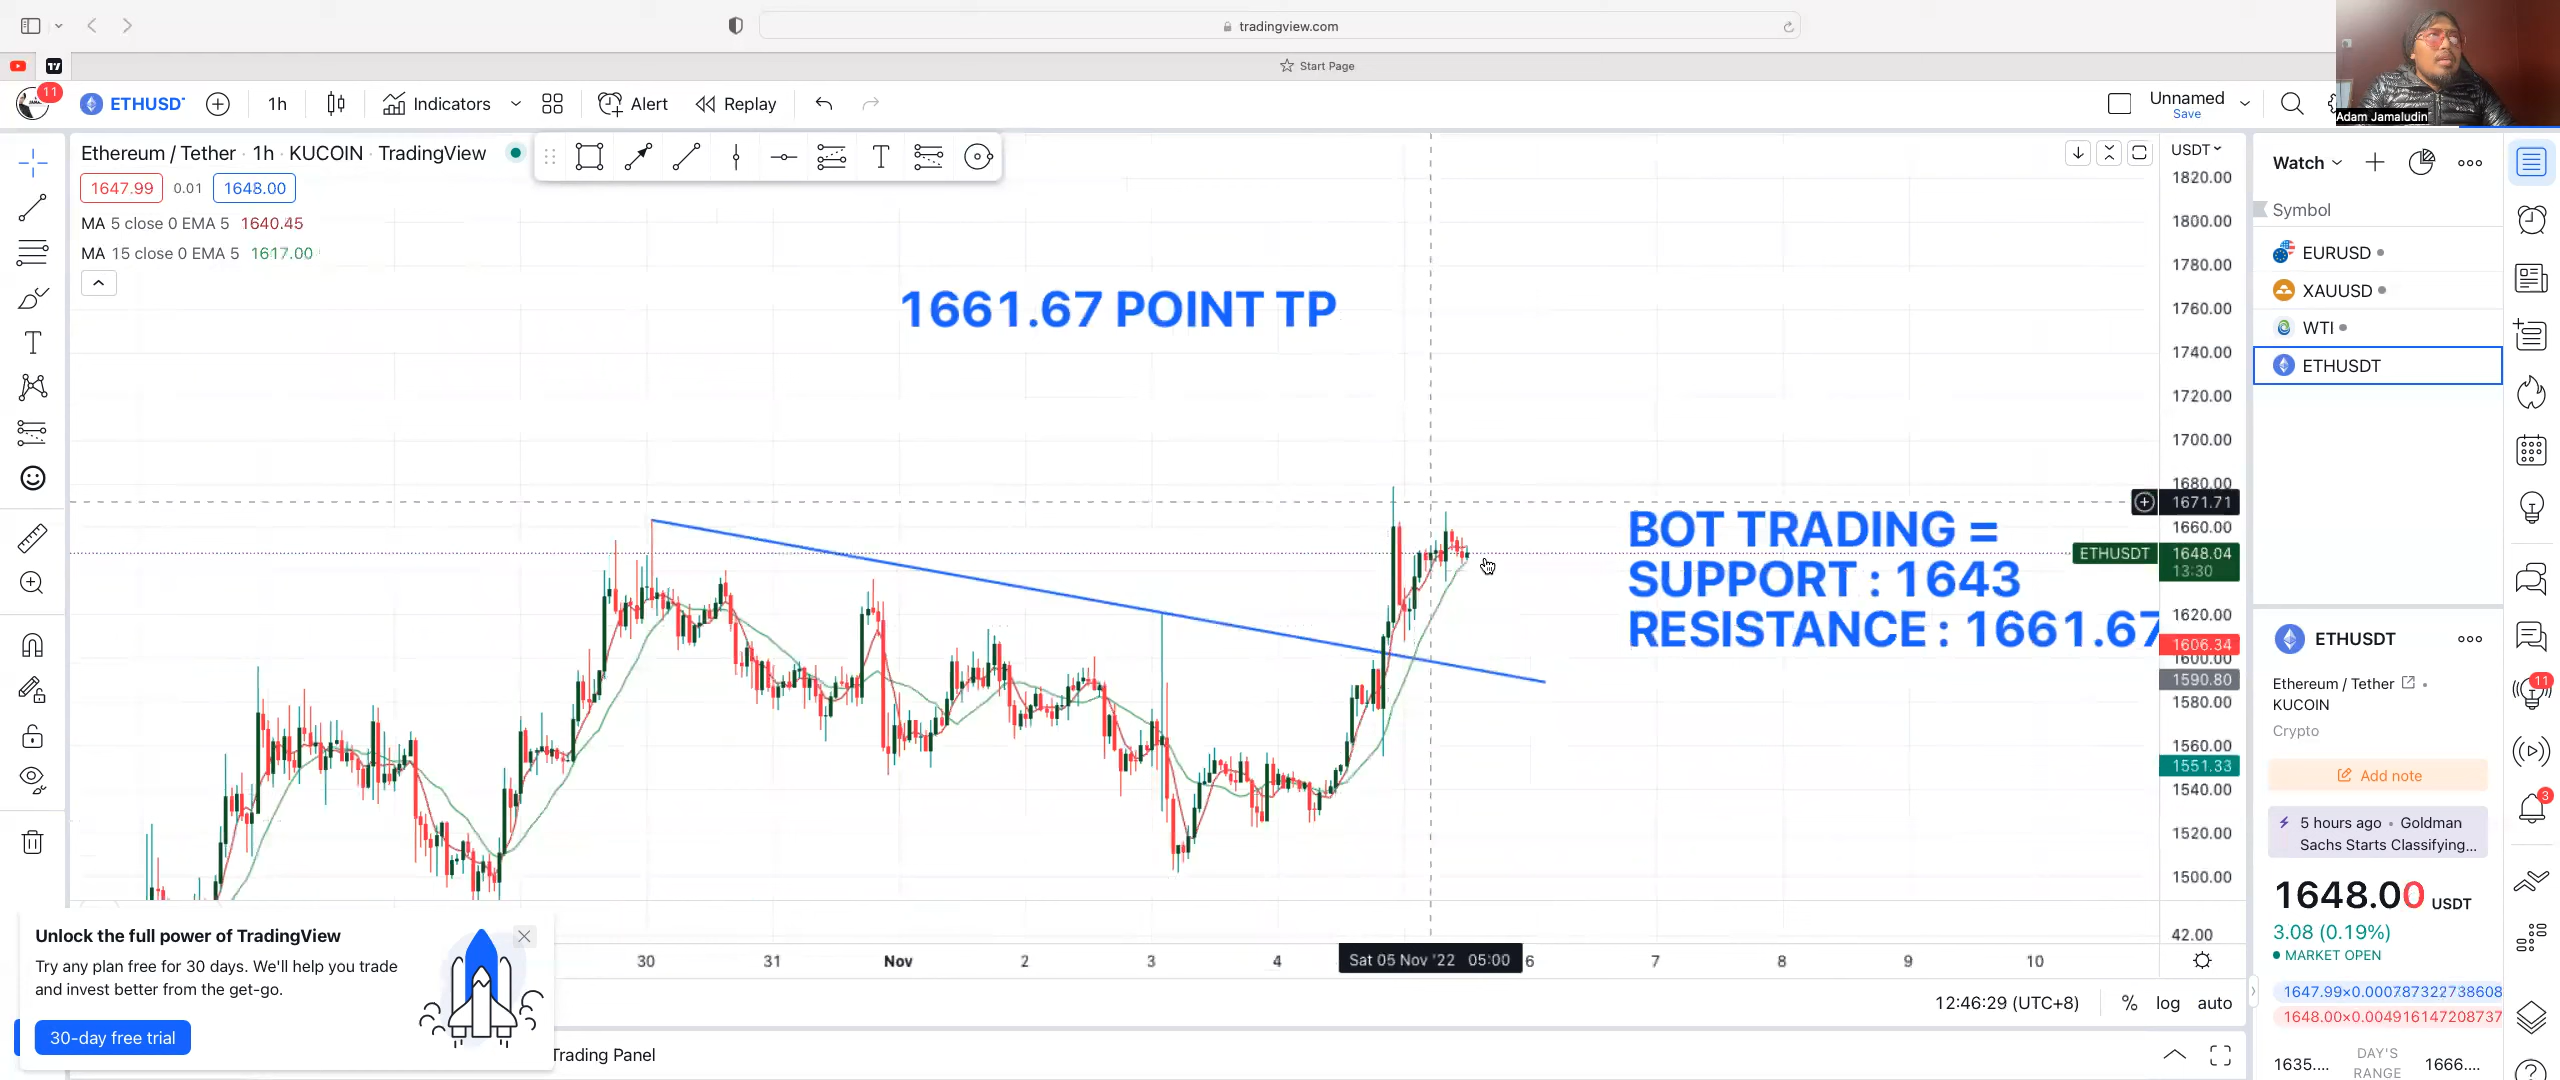 tradingview.com
Start Page
Adam Jamaludin
11
ETHUSD
1h
Indicators
Alert
Replay
Unnamed
Save
Ethereum / Tether · 1h · KUCOIN · TradingView
1647.99
0.01
1648.00
MA 5 close 0 EMA 5 1640.45
MA 15 close 0 EMA 5 1617.00
T
T
1661.67 POINT TP
BOT TRADING =
SUPPORT : 1643
RESISTANCE : 1661.67
USDT
1820.00
1800.00
1780.00
1760.00
1740.00
1720.00
1700.00
1680.00
1671.71
1660.00
ETHUSDT
1648.04
13:30
1620.00
1606.34
1600.00
1590.80
1580.00
1560.00
1551.33
1540.00
1520.00
1500.00
42.00
30
31
Nov
2
3
4
Sat 05 Nov '22 05:00
6
7
8
9
10
12:46:29 (UTC+8)
%
log
auto
Trading Panel
Unlock the full power of TradingView
Try any plan free for 30 days. We'll help you trade
and invest better from the get-go.
30-day free trial
Watch
Symbol
EURUSD
XAUUSD
WTI
ETHUSDT
ETHUSDT
Ethereum / Tether
KUCOIN
Crypto
Add note
5 hours ago • Goldman
Sachs Starts Classifying...
1648.00 USDT
3.08 (0.19%)
MARKET OPEN
1647.99×0.000787322738608
1648.00×0.004916147208737
1635....
DAY'S
RANGE
1666....
11
3